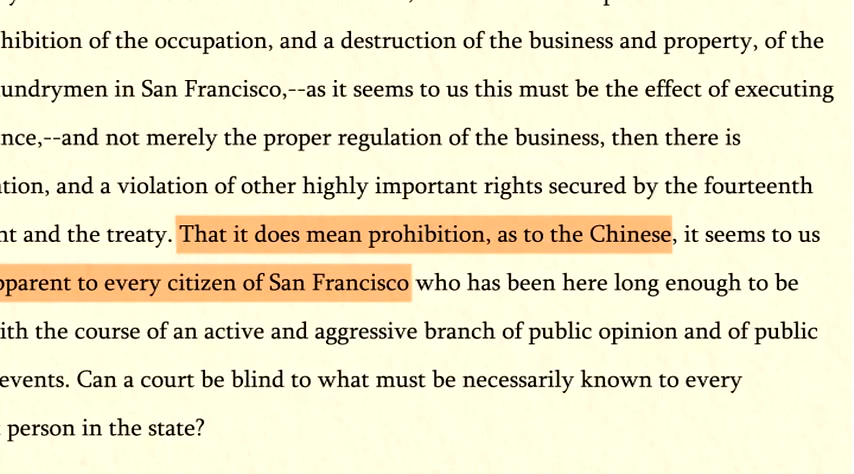 hibition of the occupation, and a destruction of the business and property, of the
undrymen in San Francisco,--as it seems to us this must be the effect of executing
nce,--and not merely the proper regulation of the business, then there is
tion, and a violation of other highly important rights secured by the fourteenth
nt and the treaty. That it does mean prohibition, as to the Chinese, it seems to us
pparent to every citizen of San Francisco who has been here long enough to be
ith the course of an active and aggressive branch of public opinion and of public
events. Can a court be blind to what must be necessarily known to every
person in the state?